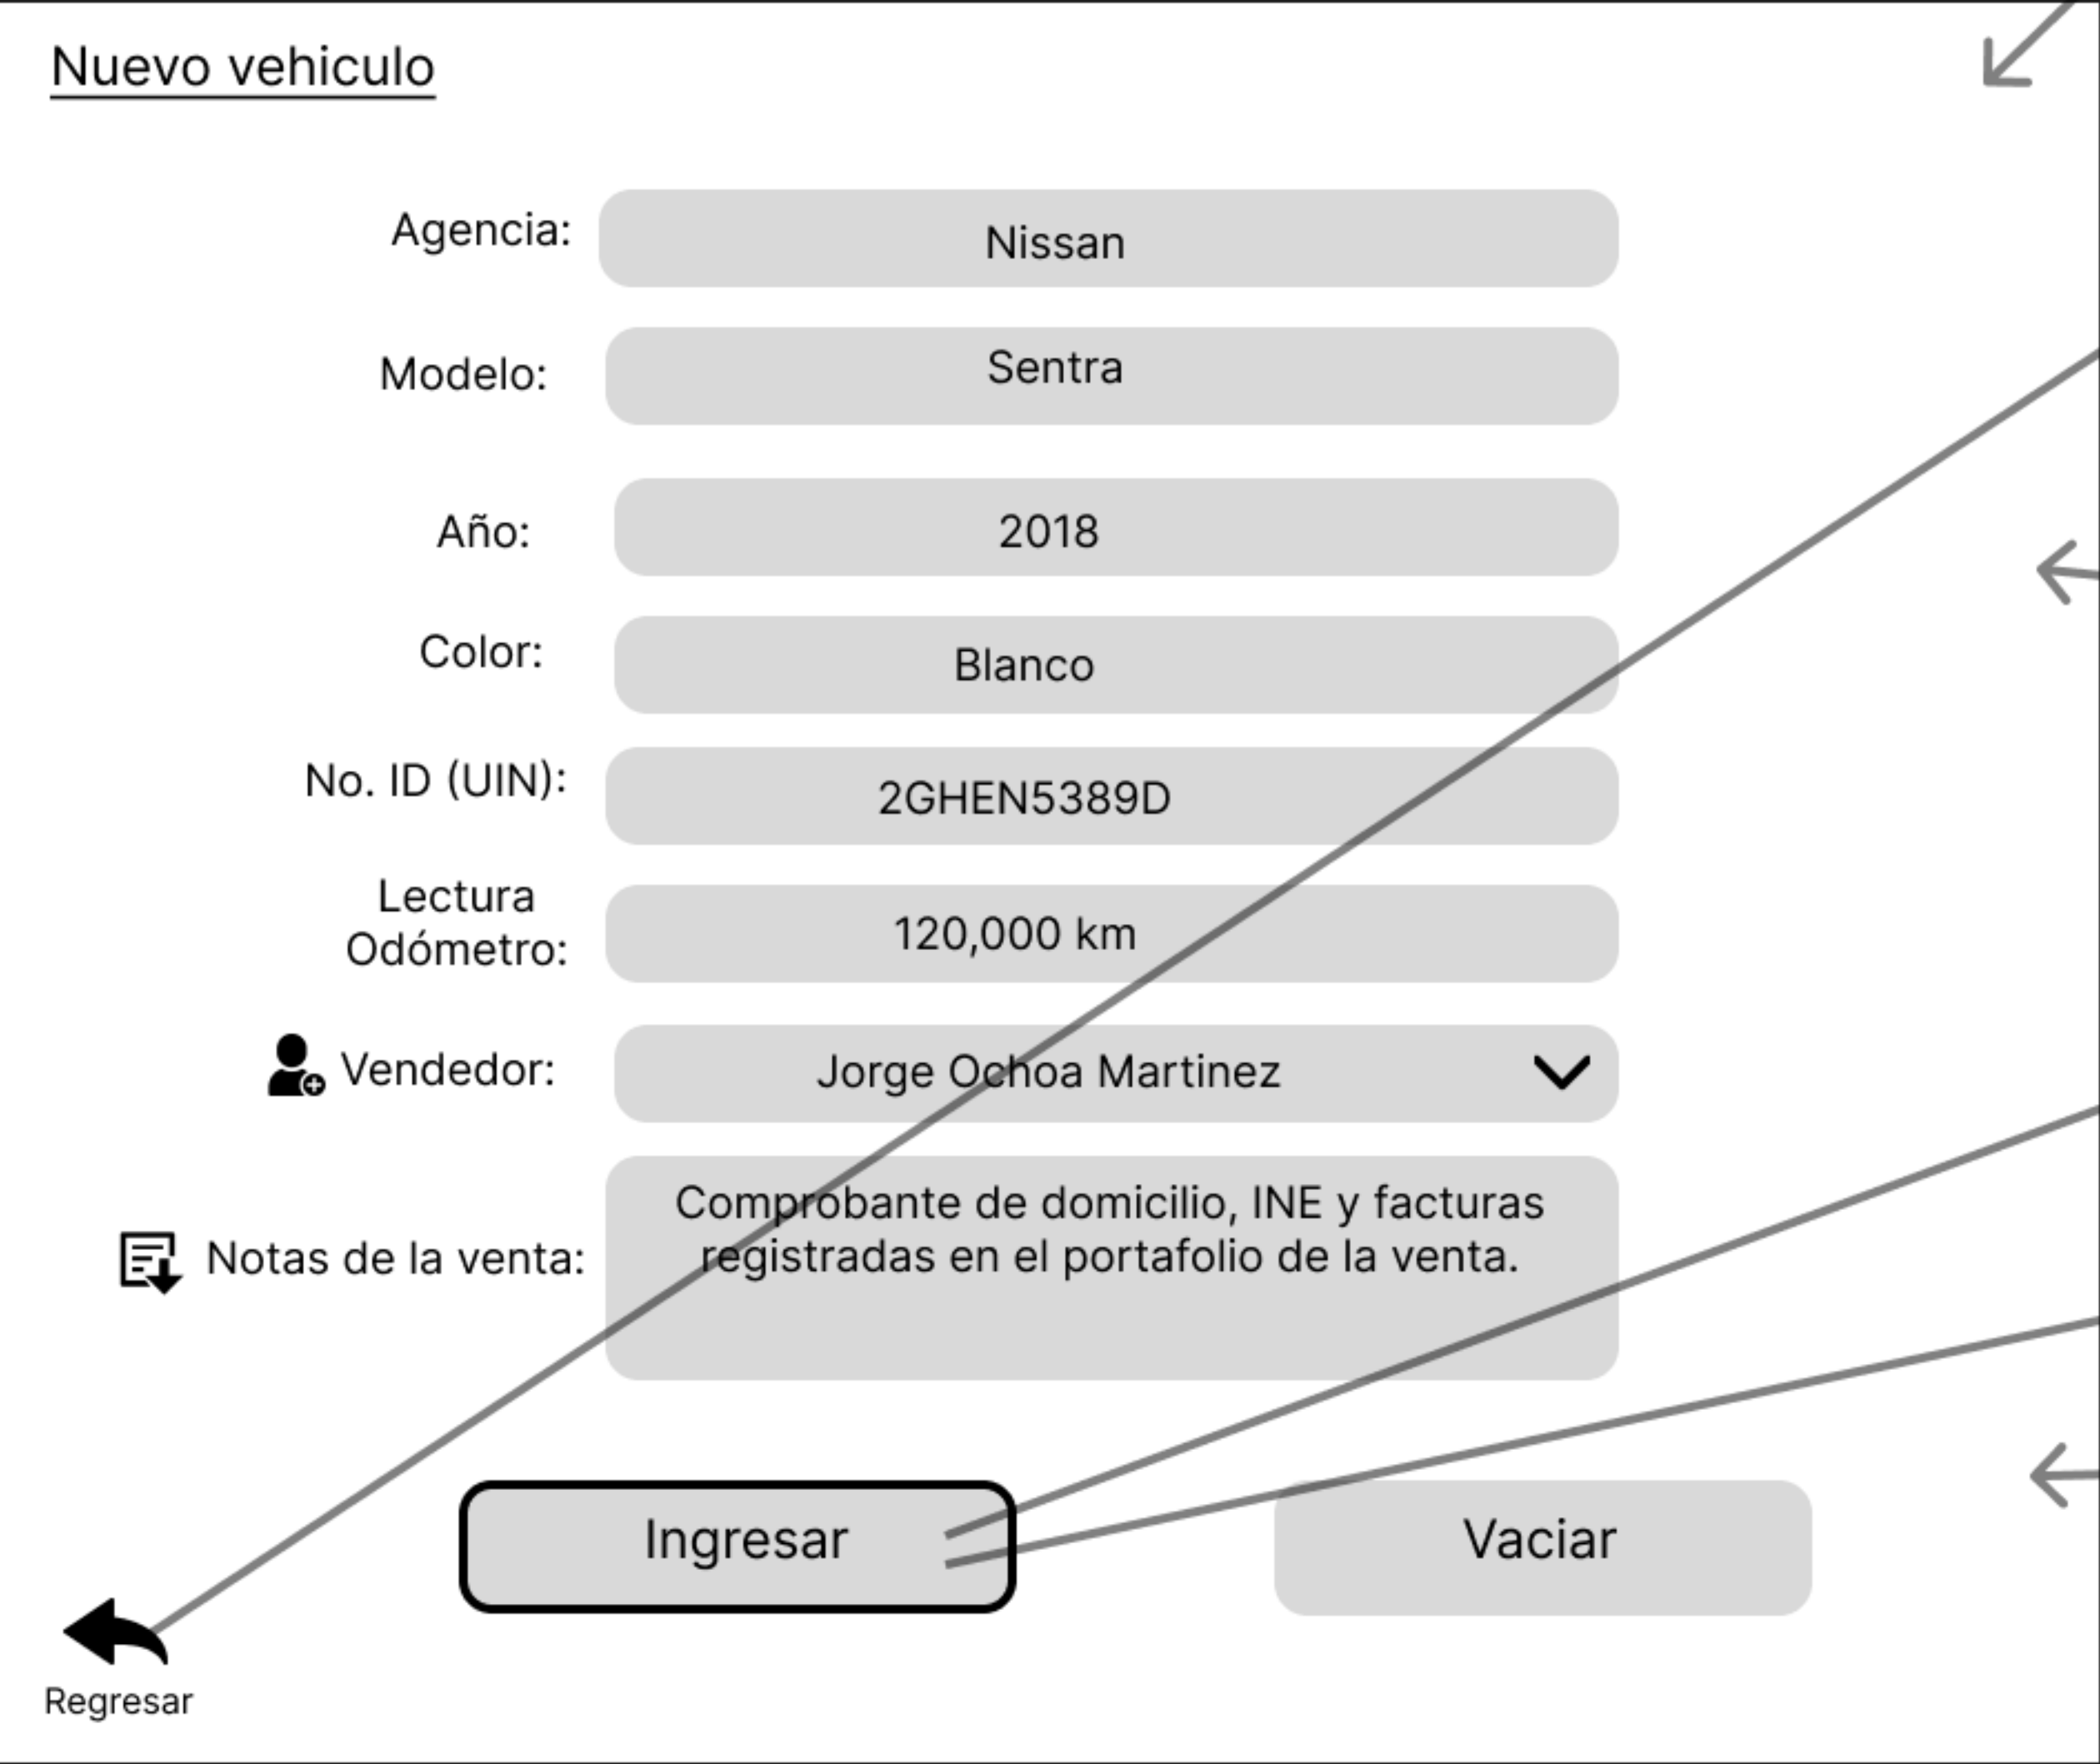 Nuevo vehiculo
Agencia: Nissan
Modelo: Sentra
Año: 2018
Color: Blanco
No. ID (UIN): 2GHEN5389D
Lectura
Odómetro: 120,000 km
Vendedor: Jorge Ochoa Martinez
Notas de la venta: Comprobante de domicilio, INE y facturas
registradas en el portafolio de la venta.
Ingresar Vaciar
Regresar